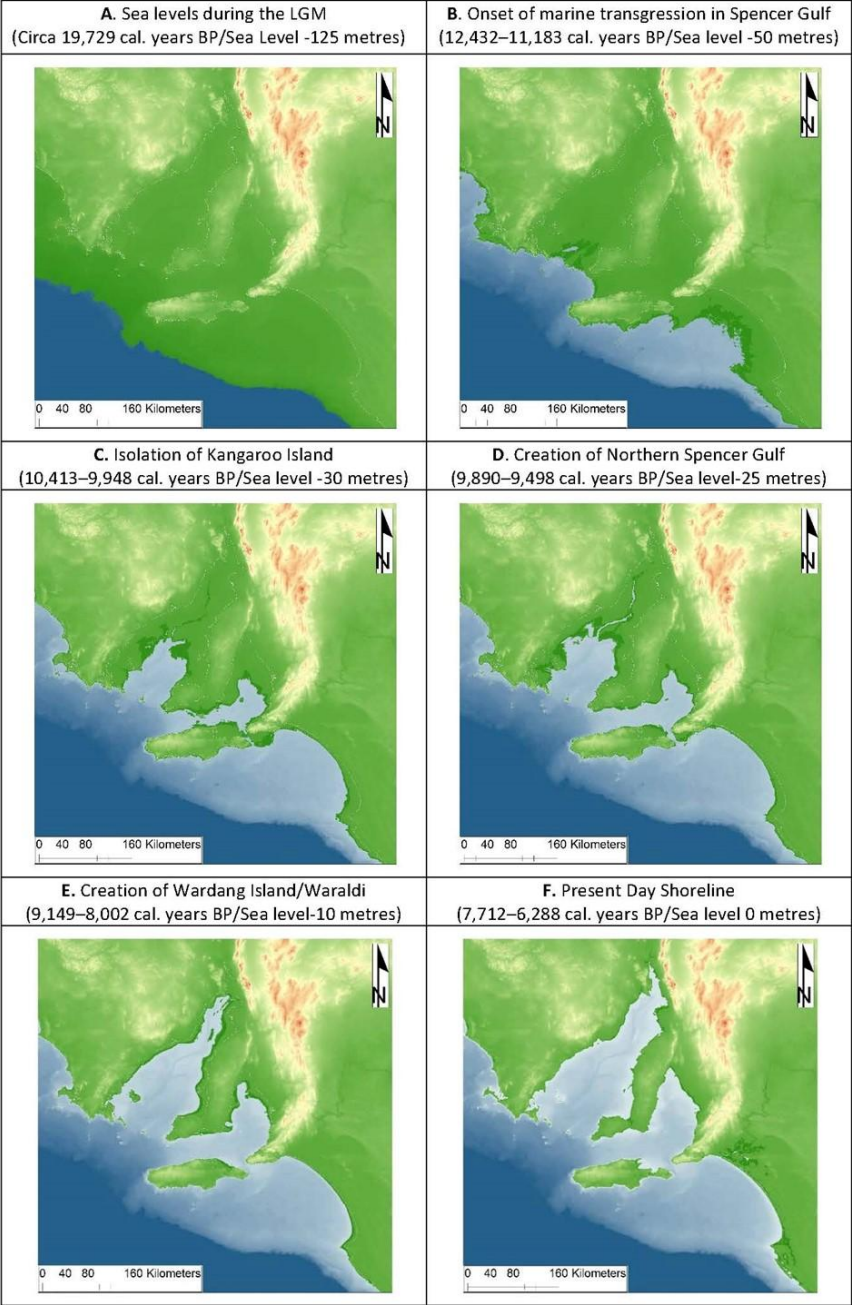 A. Sea levels during the LGM
(Circa 19,729 cal. years BP/Sea Level -125 metres)
B. Onset of marine transgression in Spencer Gulf
(12,432–11,183 cal. years BP/Sea level -50 metres)
N
0 40 80 160 Kilometers
N
0 40 80 160 Kilometers
C. Isolation of Kangaroo Island
(10,413–9,948 cal. years BP/Sea level -30 metres)
D. Creation of Northern Spencer Gulf
(9,890–9,498 cal. years BP/Sea level-25 metres)
N
0 40 80 160 Kilometers
N
0 40 80 160 Kilometers
E. Creation of Wardang Island/Waraldi
(9,149–8,002 cal. years BP/Sea level-10 metres)
F. Present Day Shoreline
(7,712–6,288 cal. years BP/Sea level 0 metres)
N
0 40 80 160 Kilometers
N
0 40 80 160 Kilometers